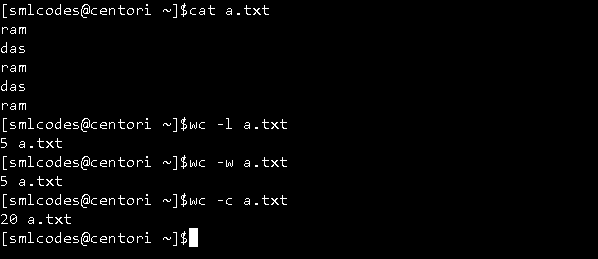 [smlcodes@centori ~]$cat a.txt
ram
das
ram
das
ram
[smlcodes@centori ~]$wc -l a.txt
5 a.txt
[smlcodes@centori ~]$wc -w a.txt
5 a.txt
[smlcodes@centori ~]$wc -c a.txt
20 a.txt
[smlcodes@centori ~]$